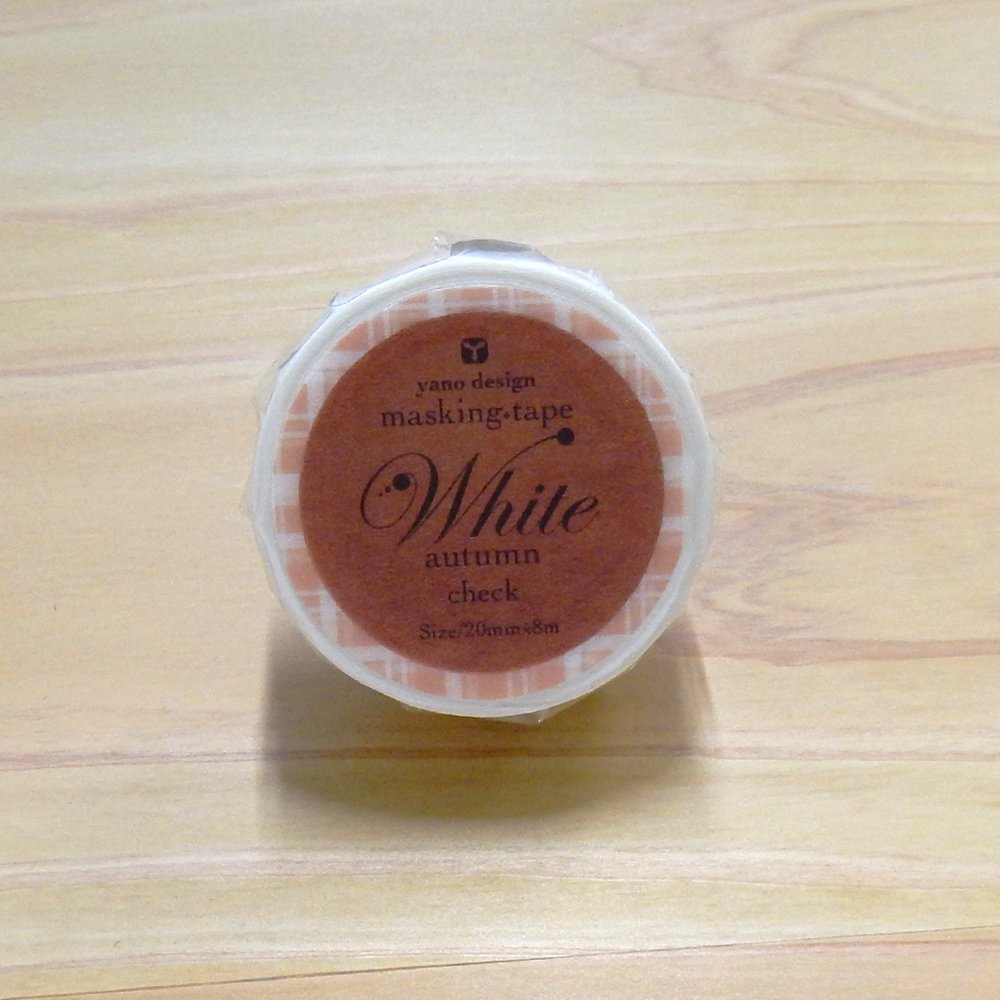 Y
yano design
masking•tape
White
autumn
check
Size/20mm×8m